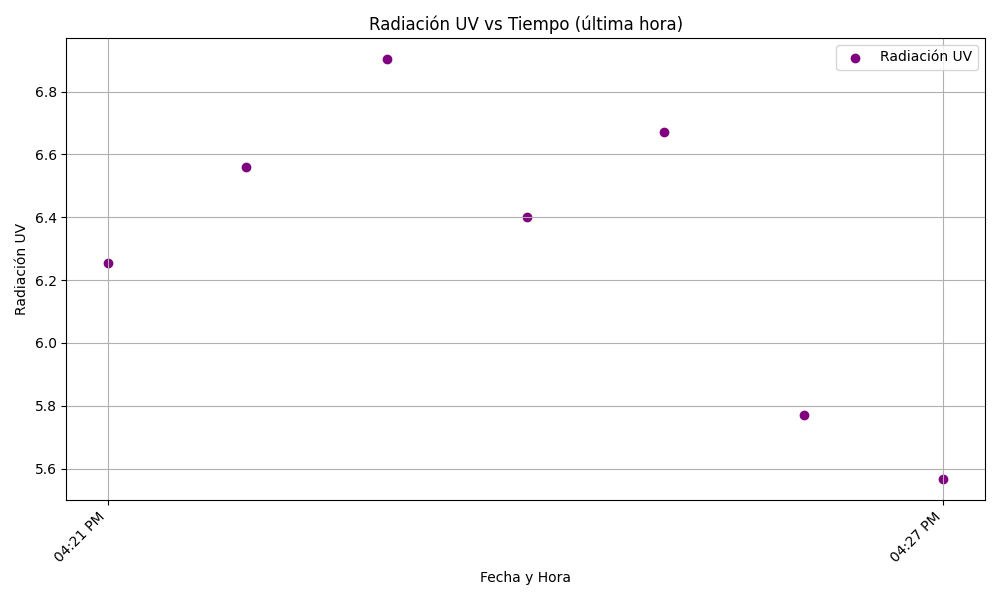 Radiación UV vs Tiempo (última hora)
Radiación UV
6.8
6.6
6.4
6.2
6.0
5.8
5.6
Radiación UV
04:21 PM
04:27 PM
Fecha y Hora